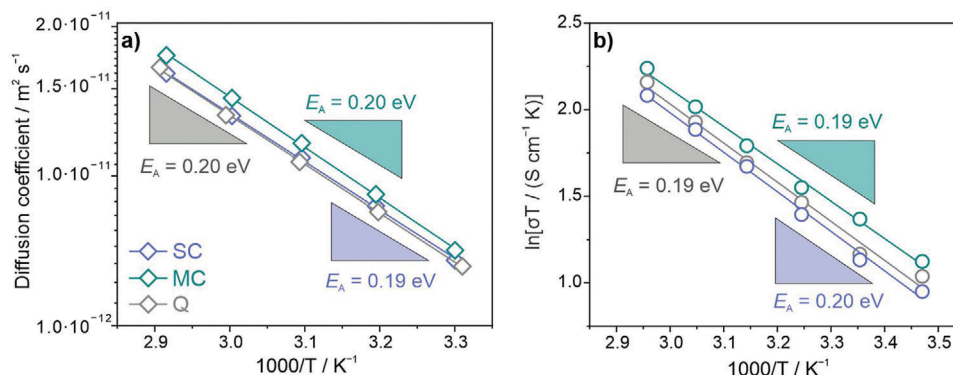 a)
2.0·10⁻¹¹
1.5·10⁻¹¹
1.0·10⁻¹¹
1.0·10⁻¹²
Diffusion coefficient / m² s⁻¹
E_A = 0.20 eV
E_A = 0.20 eV
E_A = 0.19 eV
SC
MC
Q
2.9 3.0 3.1 3.2 3.3
1000/T / K⁻¹
b)
2.5
2.0
1.5
1.0
ln[σT / (S cm⁻¹ K)]
E_A = 0.19 eV
E_A = 0.19 eV
E_A = 0.20 eV
2.9 3.0 3.1 3.2 3.3 3.4 3.5
1000/T / K⁻¹